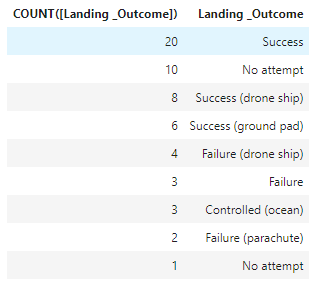 COUNT([Landing _Outcome]) Landing _Outcome
20 Success
10 No attempt
8 Success (drone ship)
6 Success (ground pad)
4 Failure (drone ship)
3 Failure
3 Controlled (ocean)
2 Failure (parachute)
1 No attempt